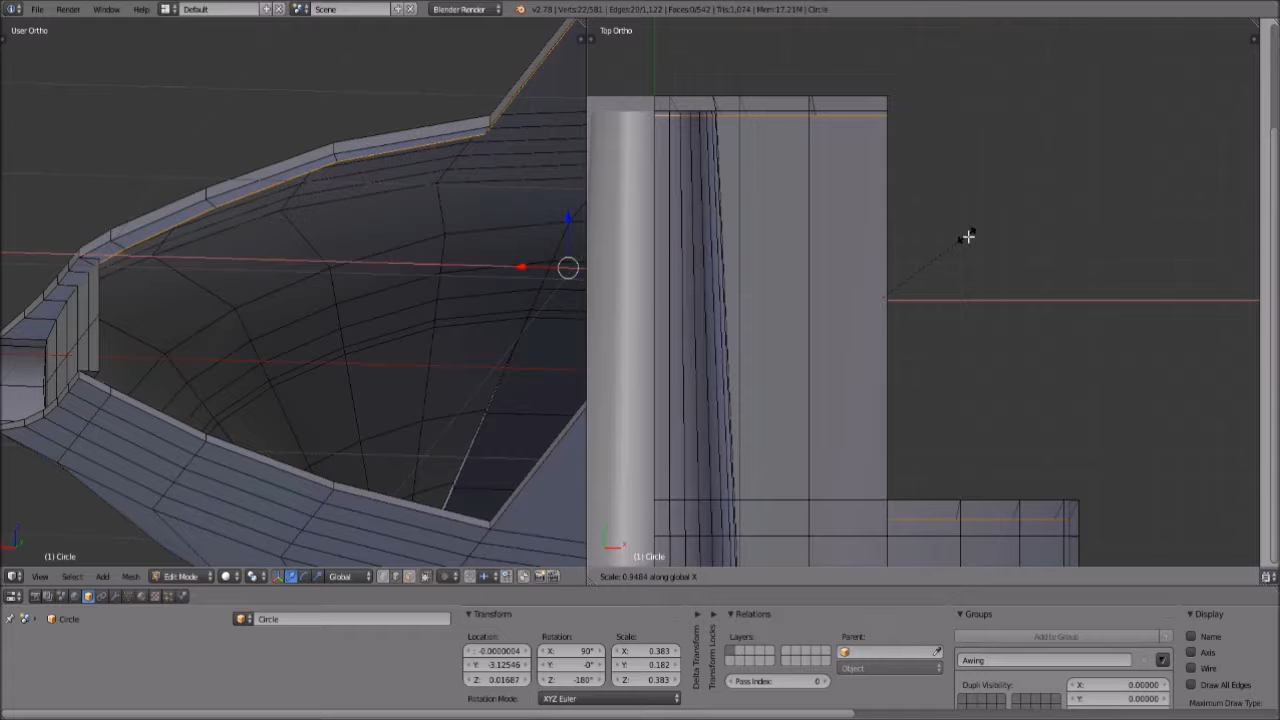 File Render Window Help Default Scene Blender Render v2.78 | Verts:22/581 | Edges:20/1,122 | Faces:0/542 | Tris:1,074 | Mem:17.21M | Circle
User Ortho
Top Ortho
(1) Circle
(1) Circle
View Select Add Mesh Edit Mode Global Scale: 0.9484 along global X
Circle
Circle
Transform
Location: Rotation: Scale:
: -0.0000004 X: 90° X: 0.383
Y: -3.12546 Y: -0° Y: 0.182
Z: 0.01687 Z: -180° Z: 0.383
Rotation Mode: XYZ Euler
Delta Transform
Transform Locks
Relations
Layers: Parent:
Object
Pass Index: 0
Groups
Add to Group
Awing
Dupli Visibility: X: 0.00000
Y: 0.00000
Display
Name
Axis
Wire
Draw All Edges
Maximum Draw Type: